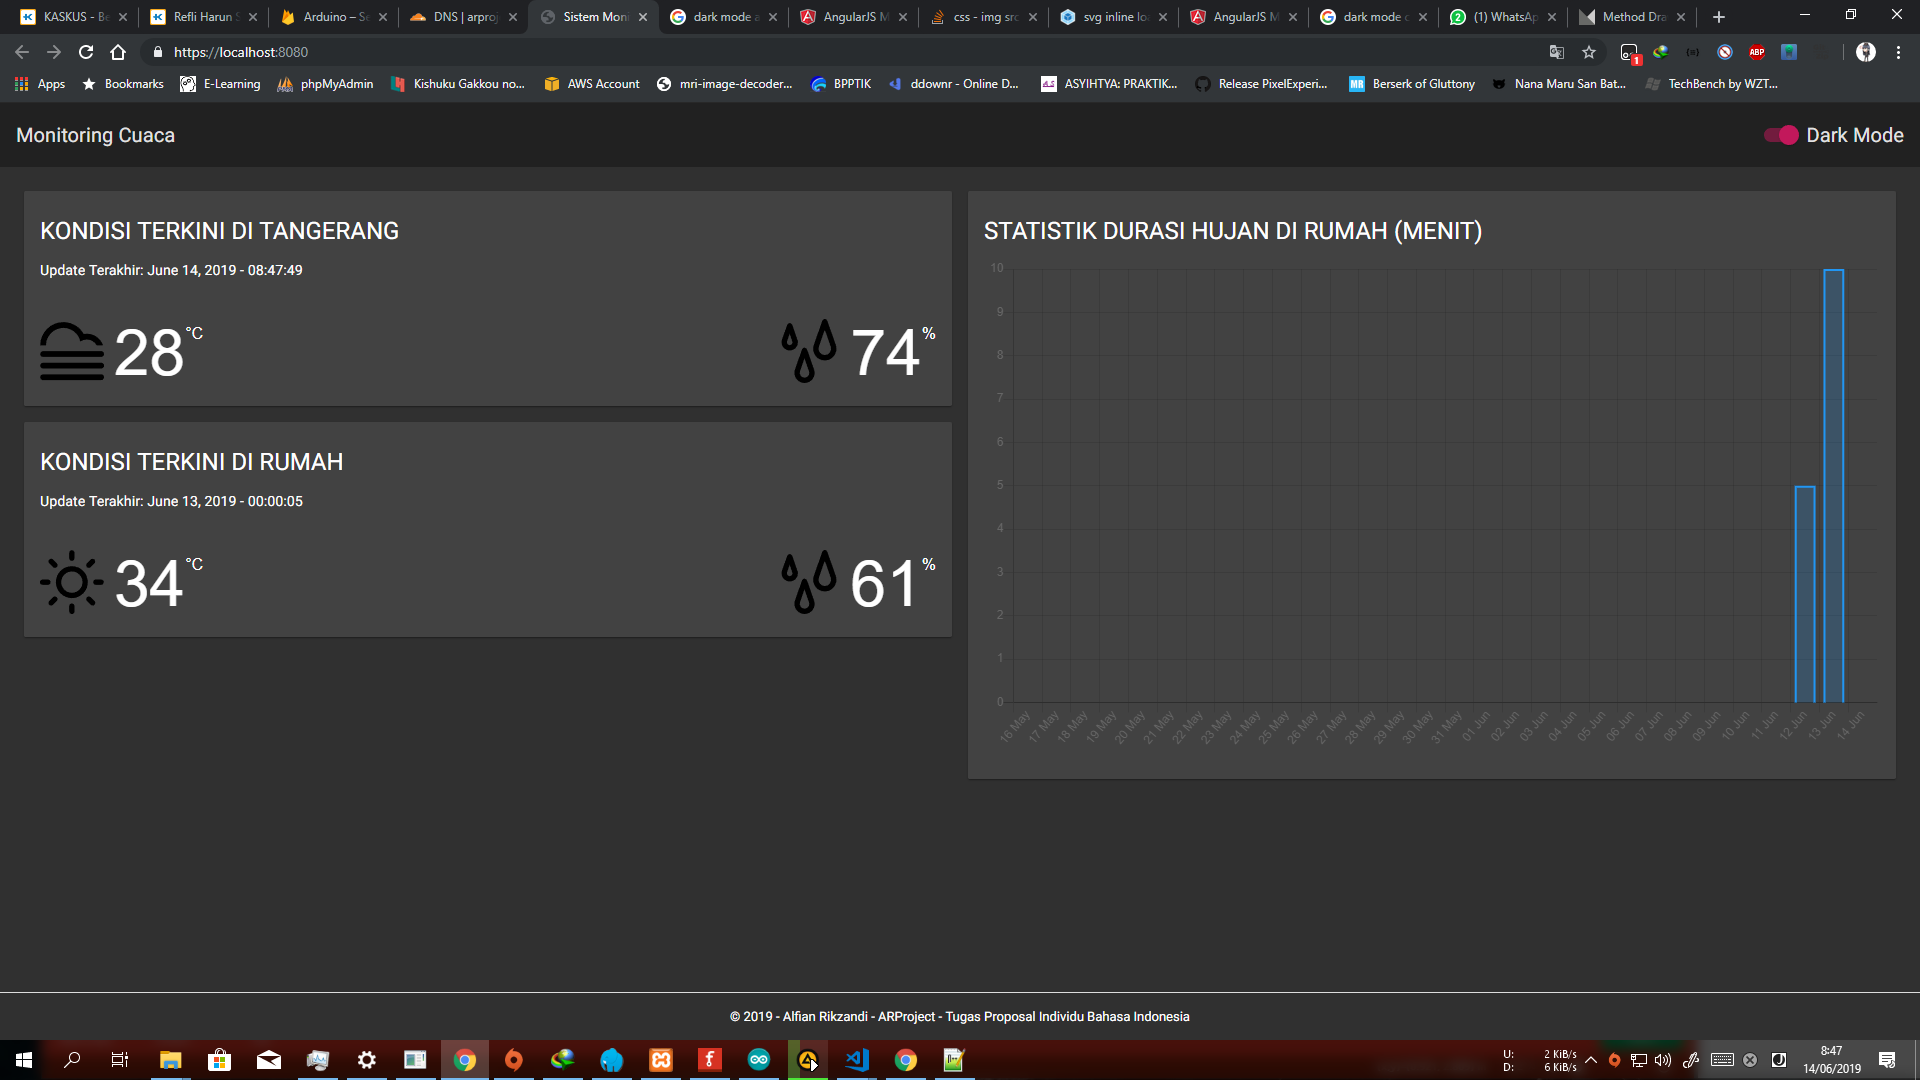 KASKUS - Be
Refli Harun S
Arduino – Se
DNS | arproj
Sistem Moni
dark mode a
AngularJS M
css - img src
svg inline loa
AngularJS M
dark mode c
(1) WhatsAp
Method Dra
https://localhost:8080
1
ABP
Apps
Bookmarks
E-Learning
phpMyAdmin
Kishuku Gakkou no...
AWS Account
mri-image-decoder...
BPPTIK
ddownr - Online D...
ASYIHTYA: PRAKTIK...
Release PixelExperi...
MR
Berserk of Gluttony
Nana Maru San Bat...
TechBench by WZT...
Monitoring Cuaca
Dark Mode
KONDISI TERKINI DI TANGERANG
Update Terakhir: June 14, 2019 - 08:47:49
28 °C
74 %
KONDISI TERKINI DI RUMAH
Update Terakhir: June 13, 2019 - 00:00:05
34 °C
61 %
STATISTIK DURASI HUJAN DI RUMAH (MENIT)
10
9
8
7
6
5
4
3
2
1
0
16 May
17 May
18 May
19 May
20 May
21 May
22 May
23 May
24 May
25 May
26 May
27 May
28 May
29 May
30 May
31 May
01 Jun
02 Jun
03 Jun
04 Jun
05 Jun
06 Jun
07 Jun
08 Jun
09 Jun
10 Jun
11 Jun
12 Jun
13 Jun
14 Jun
© 2019 - Alfian Rikzandi - ARProject - Tugas Proposal Individu Bahasa Indonesia
U: 2 KiB/s
D: 6 KiB/s
8:47
14/06/2019